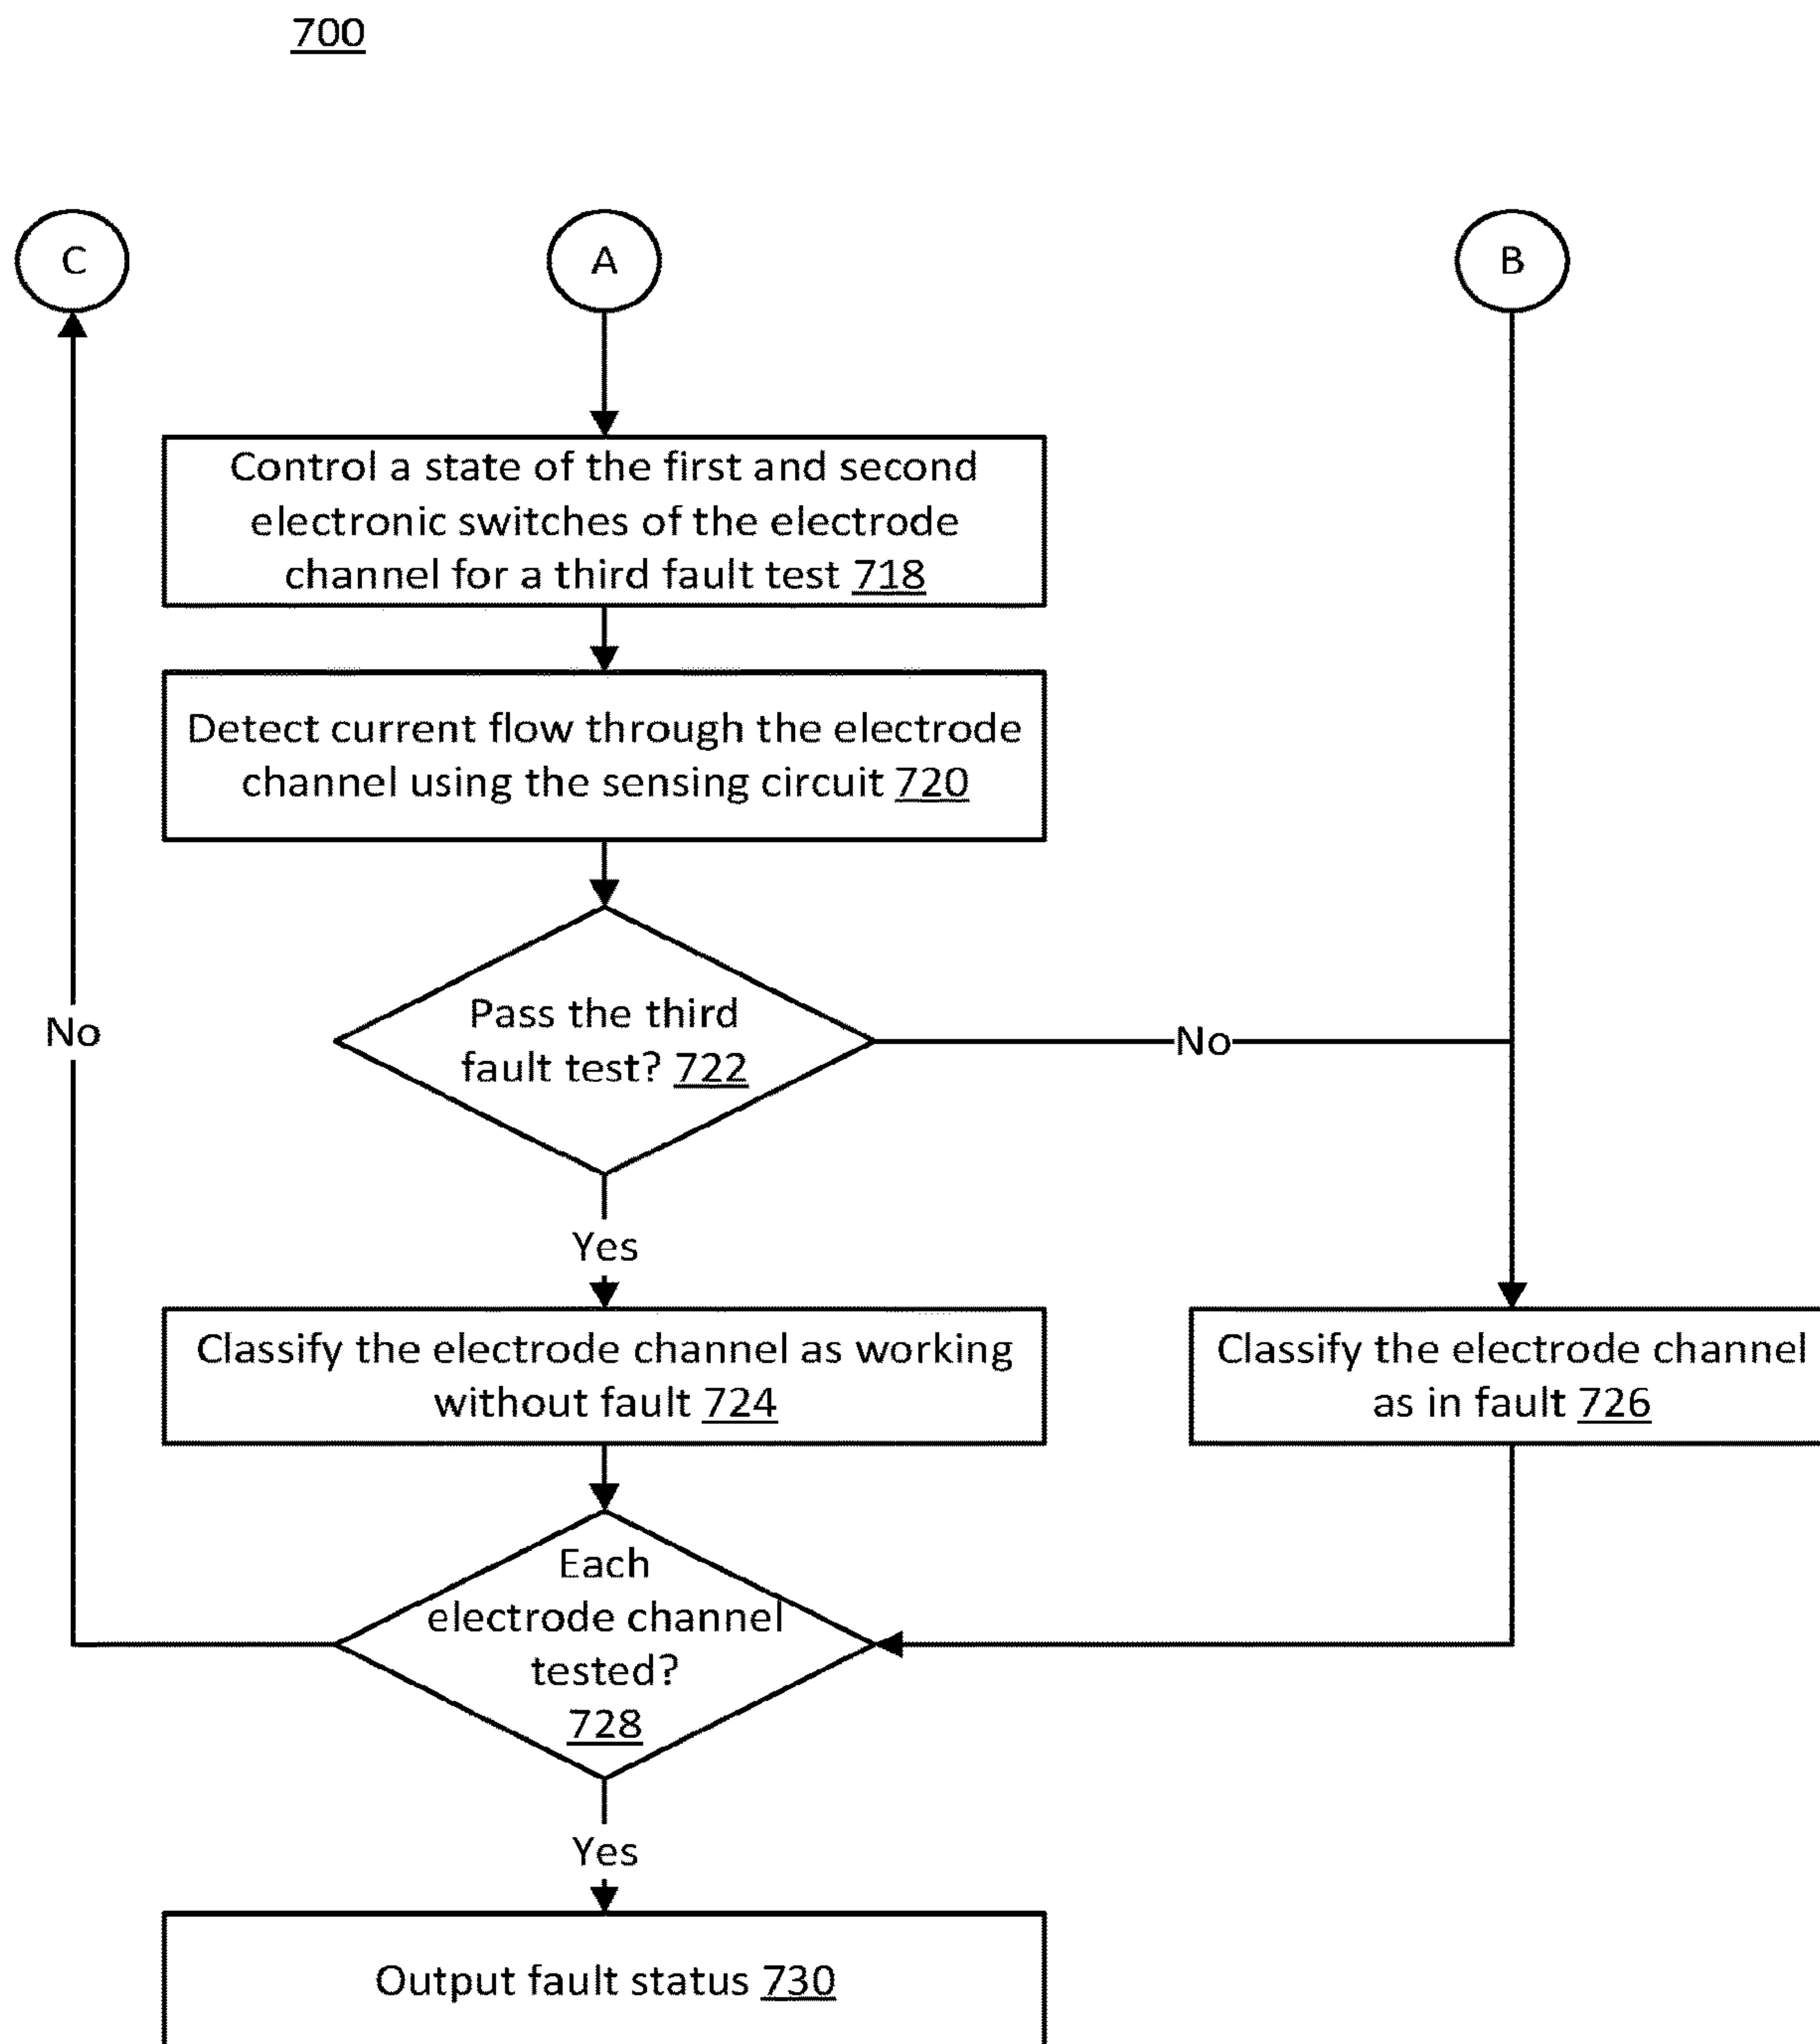 700
C
A
B
Control a state of the first and second
electronic switches of the electrode
channel for a third fault test 718
Detect current flow through the electrode
channel using the sensing circuit 720
No
Pass the third
fault test? 722
No
Yes
Classify the electrode channel as working
without fault 724
Classify the electrode channel
as in fault 726
Each
electrode channel
tested?
728
Yes
Output fault status 730